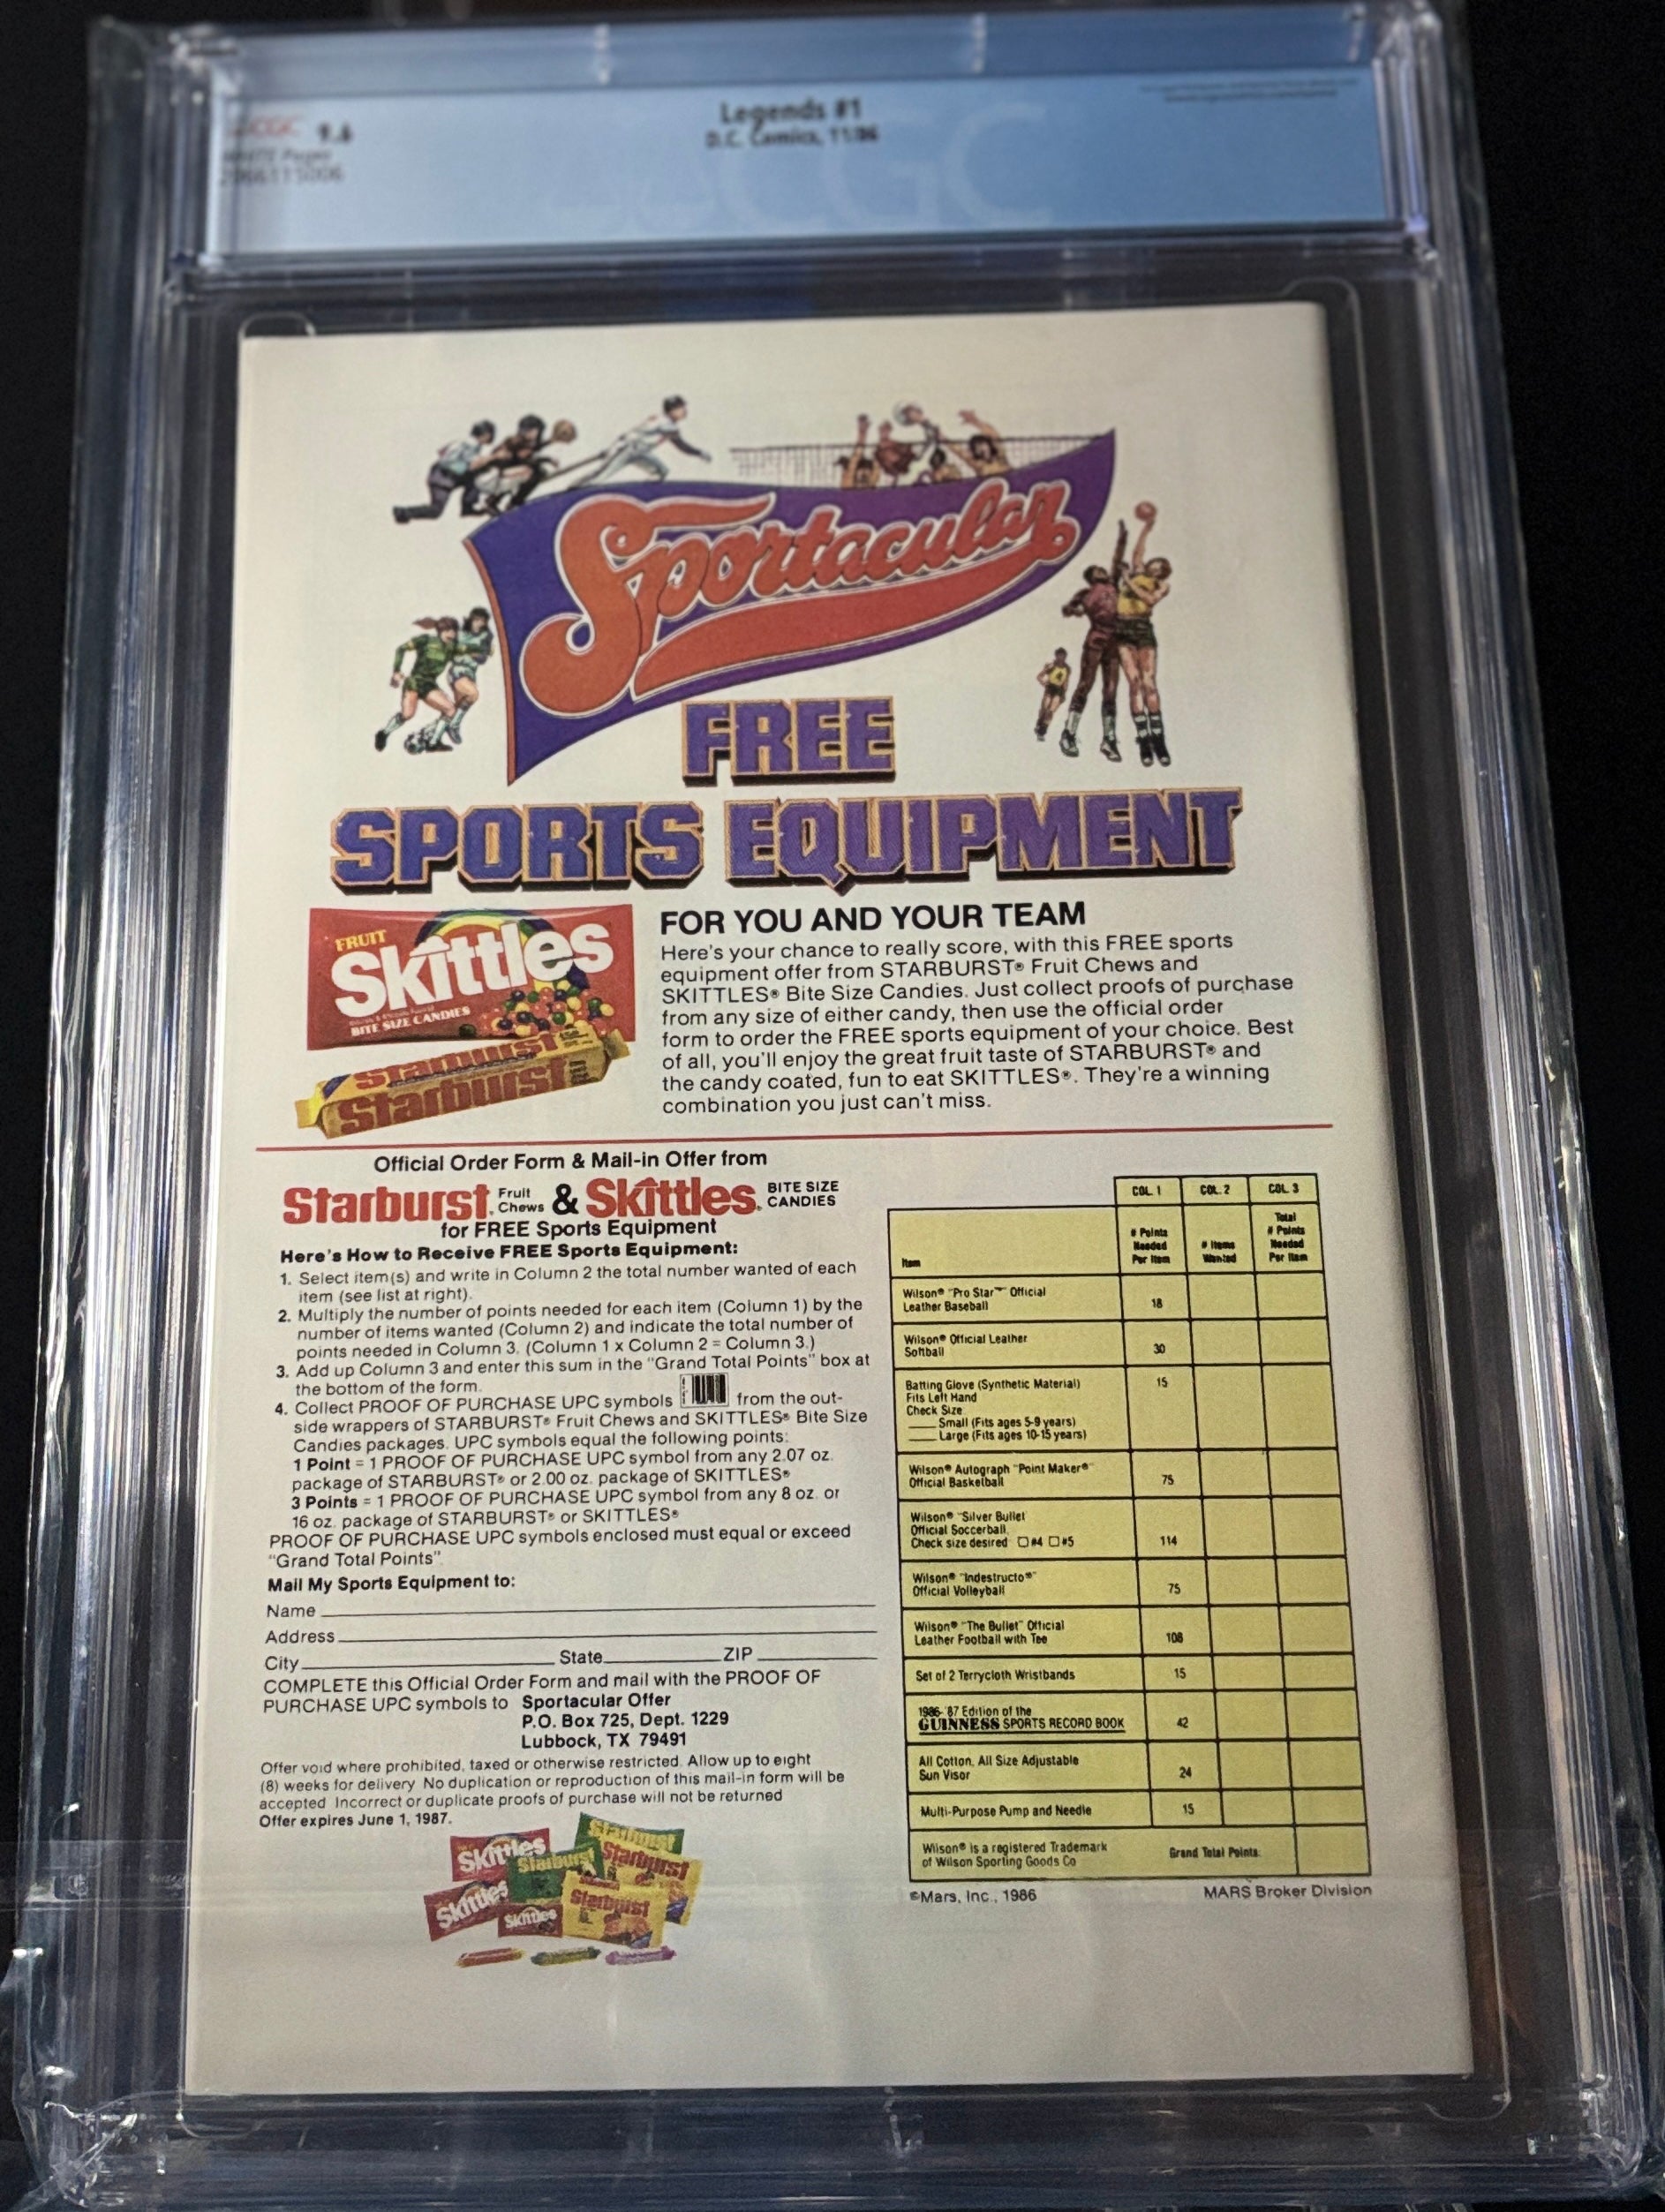 CGC 9.6
WHITE Pages
Legends #1
D.C. Comics, 11/86
CGC
Sportacular
FREE
SPORTS EQUIPMENT
FRUIT
Skittles
BITE SIZE CANDIES
Starburst
Starburst
FOR YOU AND YOUR TEAM
Here's your chance to really score, with this FREE sports
equipment offer from STARBURST® Fruit Chews and
SKITTLES® Bite Size Candies. Just collect proofs of purchase
from any size of either candy, then use the official order
form to order the FREE sports equipment of your choice. Best
of all, you'll enjoy the great fruit taste of STARBURST® and
the candy coated, fun to eat SKITTLES®. They're a winning
combination you just can't miss.
Official Order Form & Mail-in Offer from
Starburst. Fruit Chews & Skittles. BITE SIZE CANDIES
for FREE Sports Equipment
Here's How to Receive FREE Sports Equipment:
1. Select item(s) and write in Column 2 the total number wanted of each
item (see list at right).
2. Multiply the number of points needed for each item (Column 1) by the
number of items wanted (Column 2) and indicate the total number of
points needed in Column 3. (Column 1 x Column 2 = Column 3.)
3. Add up Column 3 and enter this sum in the "Grand Total Points" box at
the bottom of the form.
4. Collect PROOF OF PURCHASE UPC symbols from the out-
side wrappers of STARBURST® Fruit Chews and SKITTLES® Bite Size
Candies packages. UPC symbols equal the following points:
1 Point = 1 PROOF OF PURCHASE UPC symbol from any 2.07 oz.
package of STARBURST® or 2.00 oz. package of SKITTLES®
3 Points = 1 PROOF OF PURCHASE UPC symbol from any 8 oz. or
16 oz. package of STARBURST® or SKITTLES®
PROOF OF PURCHASE UPC symbols enclosed must equal or exceed
"Grand Total Points".
Mail My Sports Equipment to:
Name
Address
City State ZIP
COMPLETE this Official Order Form and mail with the PROOF OF
PURCHASE UPC symbols to Sportacular Offer
P.O. Box 725, Dept. 1229
Lubbock, TX 79491
Offer void where prohibited, taxed or otherwise restricted. Allow up to eight
(8) weeks for delivery. No duplication or reproduction of this mail-in form will be
accepted. Incorrect or duplicate proofs of purchase will not be returned
Offer expires June 1, 1987.
Skittles
Starburst
Starburst
Starburst
Skittles
Skittles
Starburst
COL. 1 COL. 2 COL. 3
Item
# Points Needed Per Item
# Items Wanted
Total # Points Needed Per Item
Wilson® "Pro Star™ Official
Leather Baseball 18
Wilson® Official Leather
Softball 30
Batting Glove (Synthetic Material) 15
Fits Left Hand
Check Size
Small (Fits ages 5-9 years)
Large (Fits ages 10-15 years)
Wilson® Autograph "Point Maker®"
Official Basketball 75
Wilson® "Silver Bullet
Official Soccerball.
Check size desired □#4 □#5 114
Wilson® "Indestructo®"
Official Volleyball 75
Wilson® "The Bullet" Official
Leather Football with Tee 108
Set of 2 Terrycloth Wristbands 15
1986-'87 Edition of the
GUINNESS SPORTS RECORD BOOK 42
All Cotton, All Size Adjustable
Sun Visor 24
Multi-Purpose Pump and Needle 15
Wilson® is a registered Trademark
of Wilson Sporting Goods Co
Grand Total Points:
©Mars, Inc., 1986 MARS Broker Division